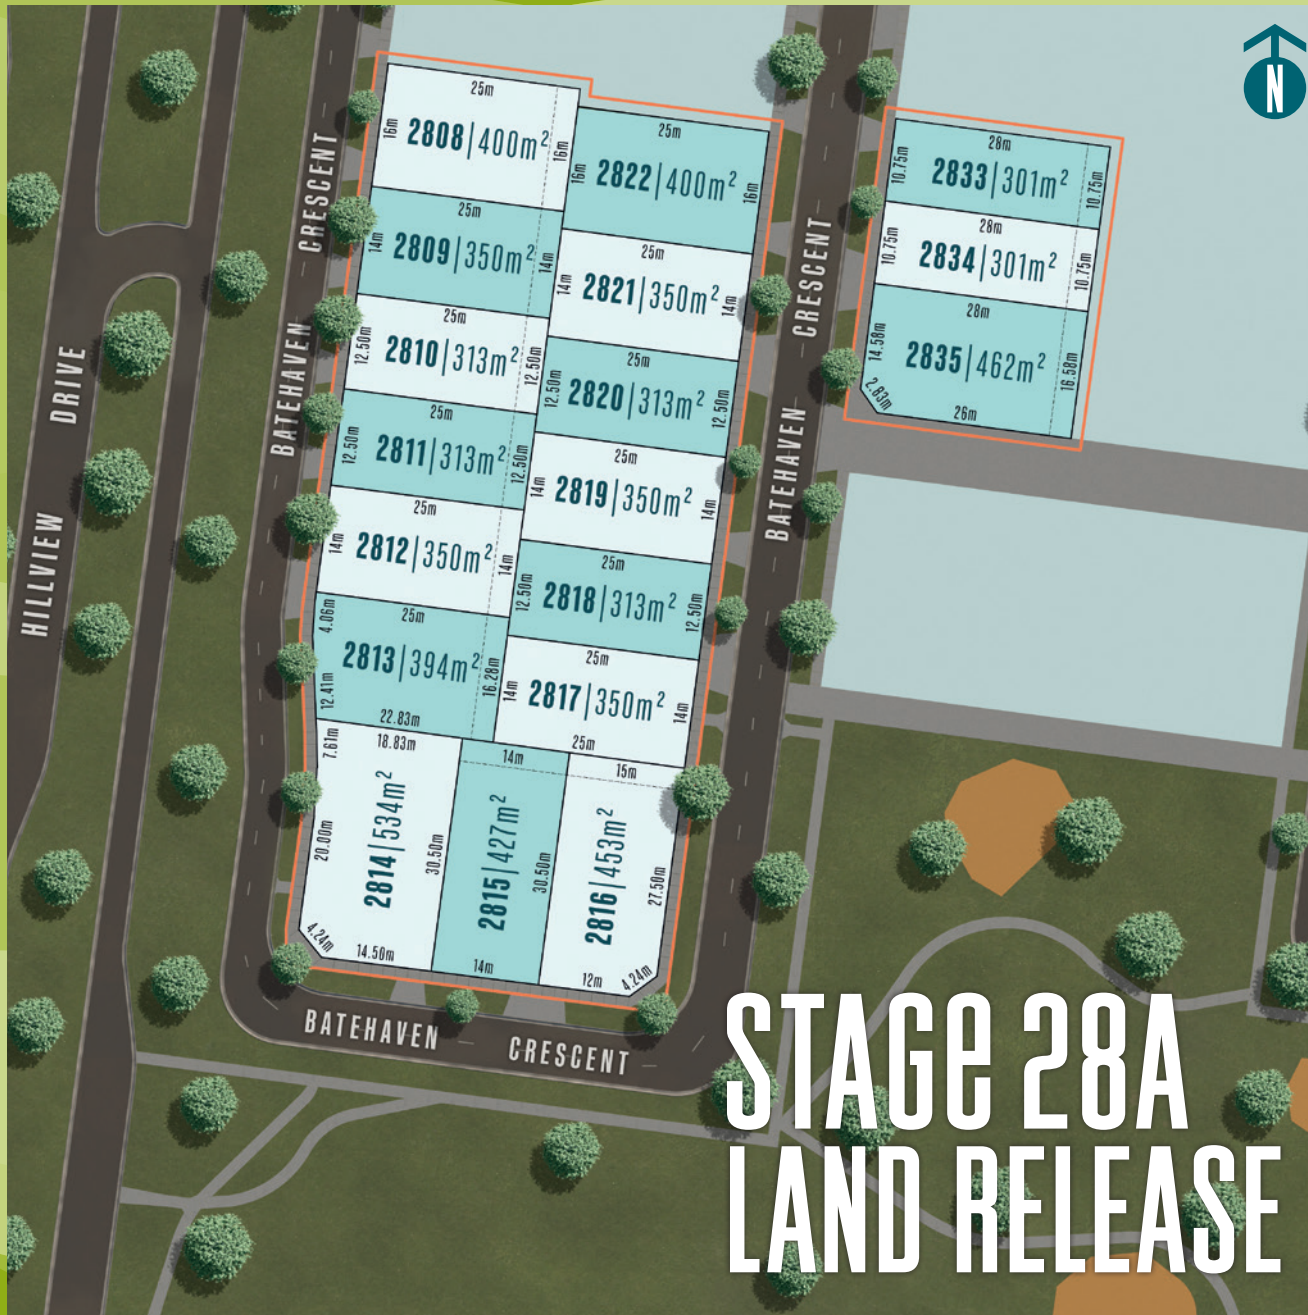 N
25m
16m
2808|400m²
16m
25m
16m
2822|400m²
16m
28m
10.75m
2833|301m²
10.75m
25m
14m
2809|350m²
14m
25m
14m
2821|350m²
14m
28m
10.75m
2834|301m²
10.75m
25m
12.50m
2810|313m²
12.50m
25m
12.50m
2820|313m²
12.50m
28m
14.58m
2835|462m²
16.58m
2.83m
26m
25m
12.50m
2811|313m²
12.50m
25m
14m
2819|350m²
14m
25m
14m
2812|350m²
14m
25m
12.50m
2818|313m²
12.50m
25m
4.06m
12.41m
2813|394m²
16.28m
22.83m
25m
14m
2817|350m²
14m
25m
18.83m
7.61m
20.00m
2814|534m²
30.50m
4.24m
14.50m
14m
2815|427m²
30.50m
14m
15m
2816|453m²
27.50m
12m
4.24m
HILLVIEW DRIVE
BATEHAVEN CRESCENT
BATEHAVEN CRESCENT
BATEHAVEN CRESCENT
STAGE 28A
LAND RELEASE